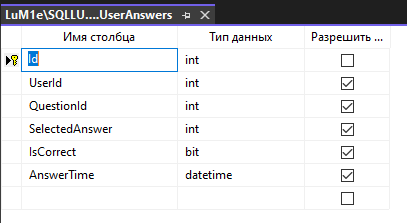 LuM1e\SQLLU....UserAnswers
Имя столбца Тип данных Разрешить ...
Id int
UserId int
QuestionId int
SelectedAnswer int
IsCorrect bit
AnswerTime datetime